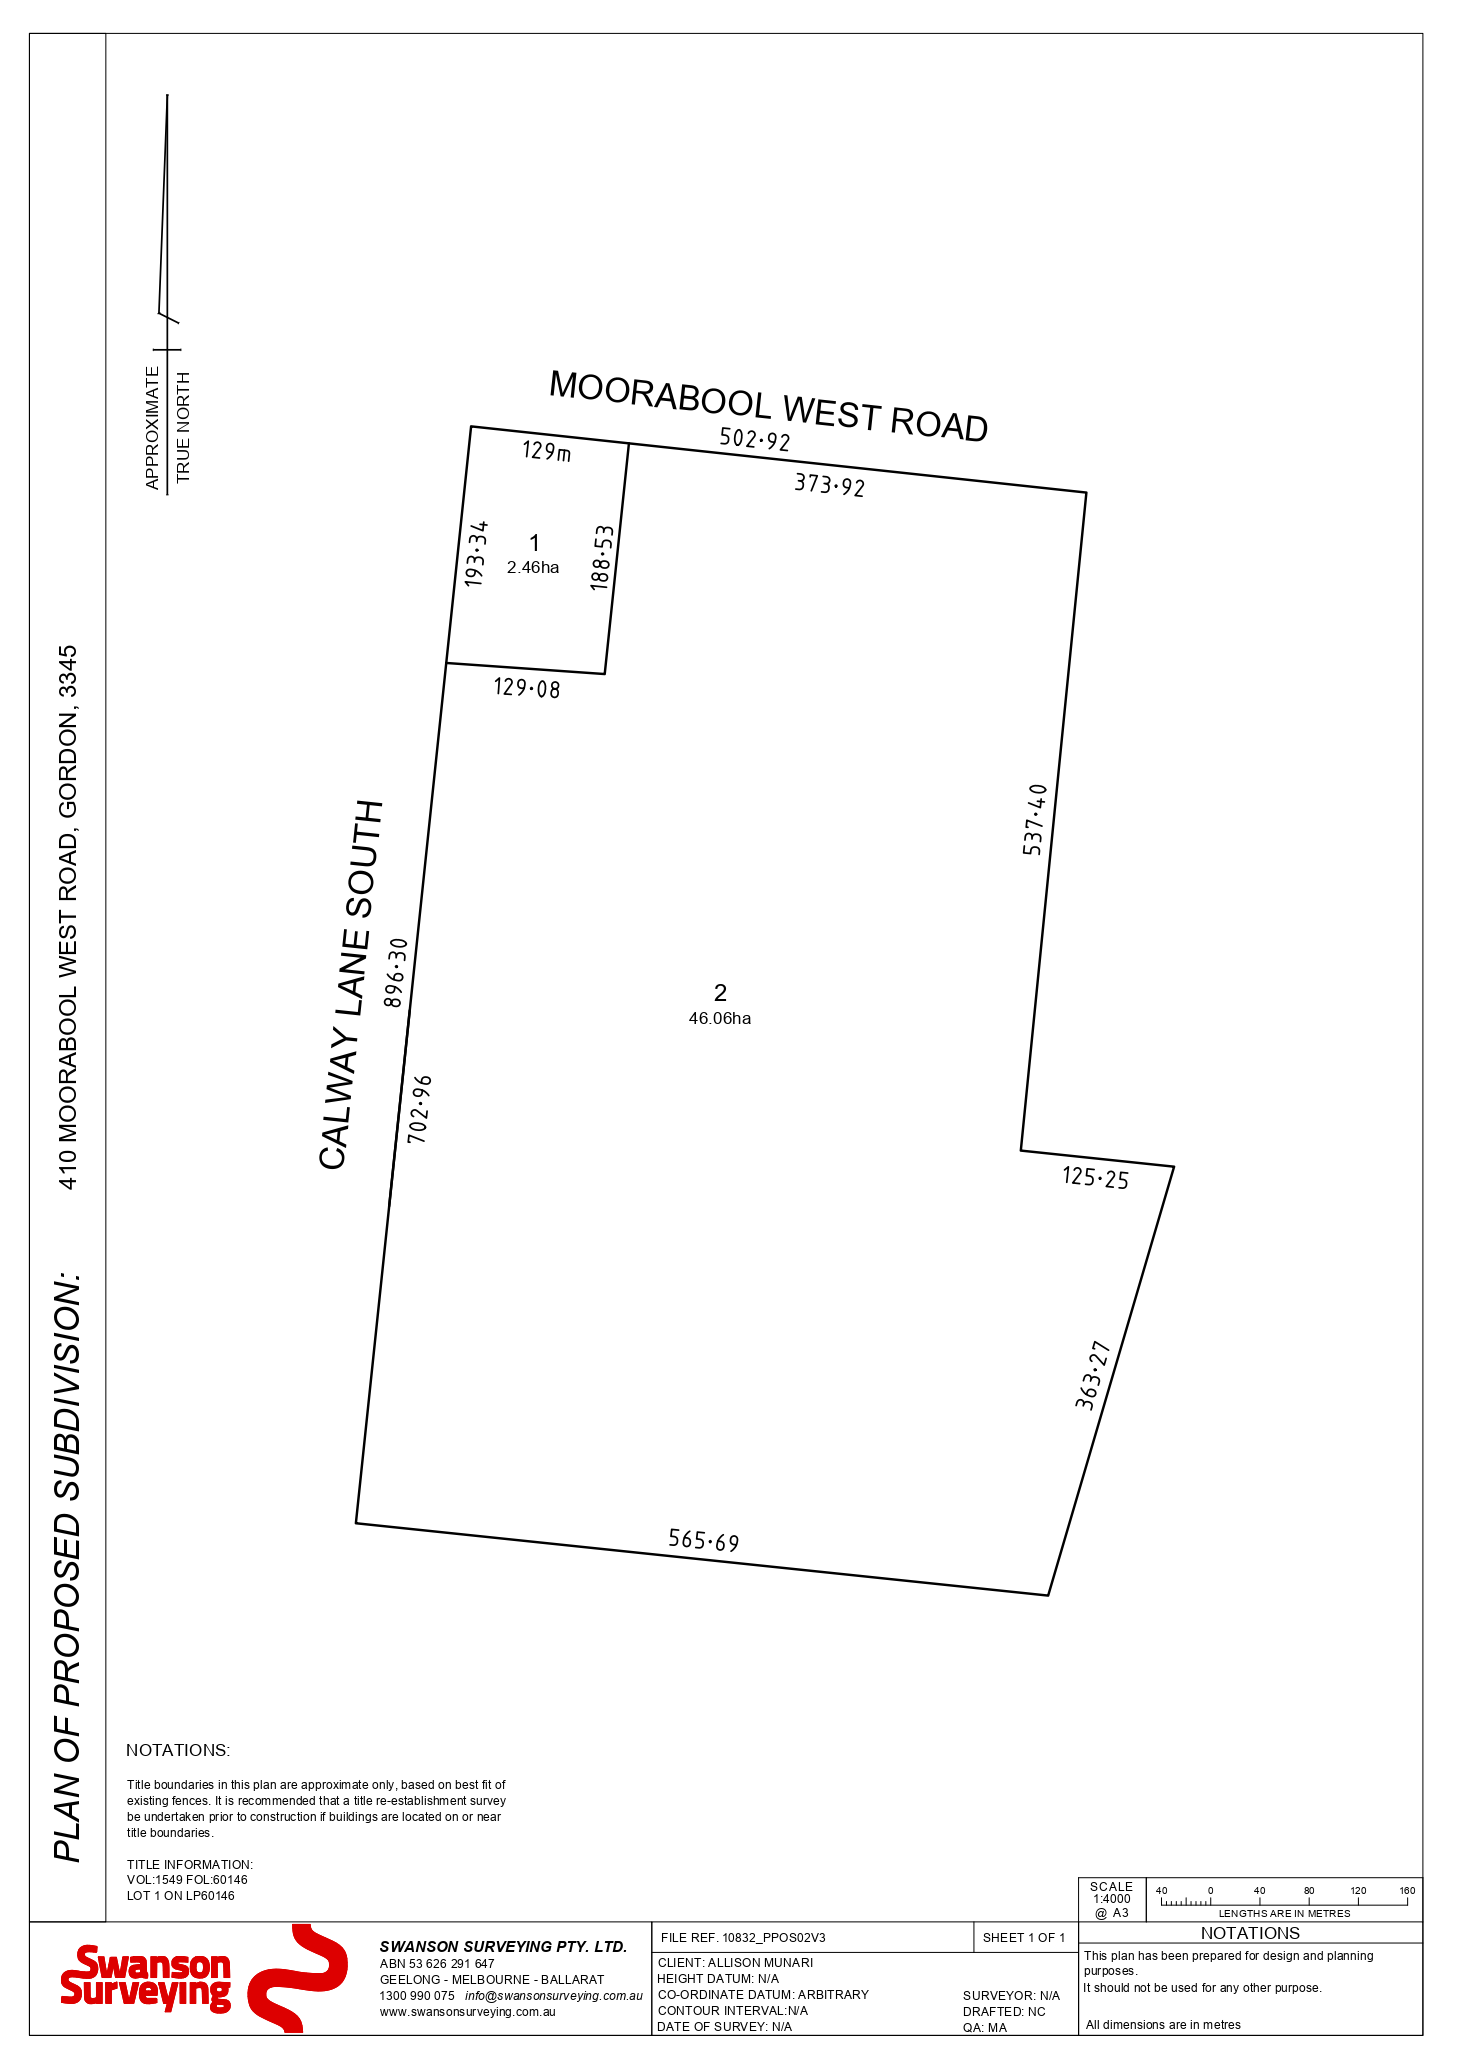 PLAN OF PROPOSED SUBDIVISION: 410 MOORABOOL WEST ROAD, GORDON, 3345
APPROXIMATE
TRUE NORTH
MOORABOOL WEST ROAD
502·92
129m
373·92
193·34
1
2.46ha
188·53
129·08
537·40
CALWAY LANE SOUTH
896·30
2
46.06ha
702·96
125·25
363·27
565·69
NOTATIONS:
Title boundaries in this plan are approximate only, based on best fit of
existing fences. It is recommended that a title re-establishment survey
be undertaken prior to construction if buildings are located on or near
title boundaries.
TITLE INFORMATION:
VOL:1549 FOL:60146
LOT 1 ON LP60146
SCALE
1:4000
@ A3
40 0 40 80 120 160
LENGTHS ARE IN METRES
Swanson
Surveying
SWANSON SURVEYING PTY. LTD.
ABN 53 626 291 647
GEELONG - MELBOURNE - BALLARAT
1300 990 075 info@swansonsurveying.com.au
www.swansonsurveying.com.au
FILE REF. 10832_PPOS02V3
SHEET 1 OF 1
CLIENT: ALLISON MUNARI
HEIGHT DATUM: N/A
CO-ORDINATE DATUM: ARBITRARY
CONTOUR INTERVAL:N/A
DATE OF SURVEY: N/A
SURVEYOR: N/A
DRAFTED: NC
QA: MA
NOTATIONS
This plan has been prepared for design and planning
purposes.
It should not be used for any other purpose.
All dimensions are in metres